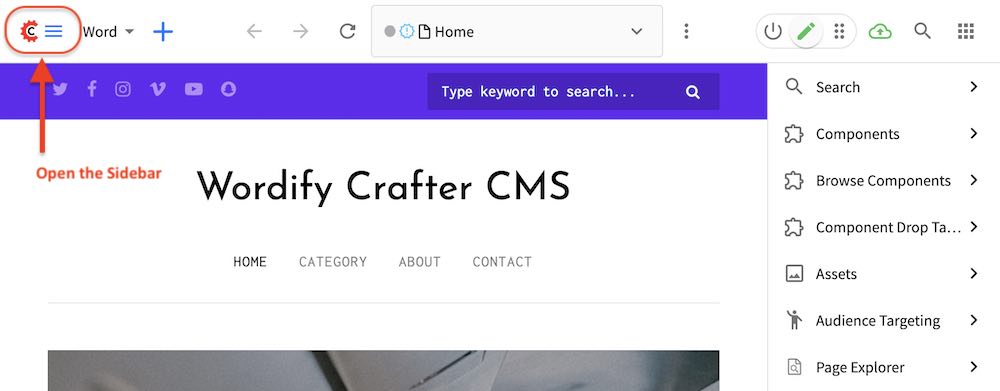 C
Word
Home
Type keyword to search...
Search
Components
Open the Sidebar
Wordify Crafter CMS
Browse Components
Component Drop Ta...
HOME CATEGORY ABOUT CONTACT
Assets
Audience Targeting
Page Explorer